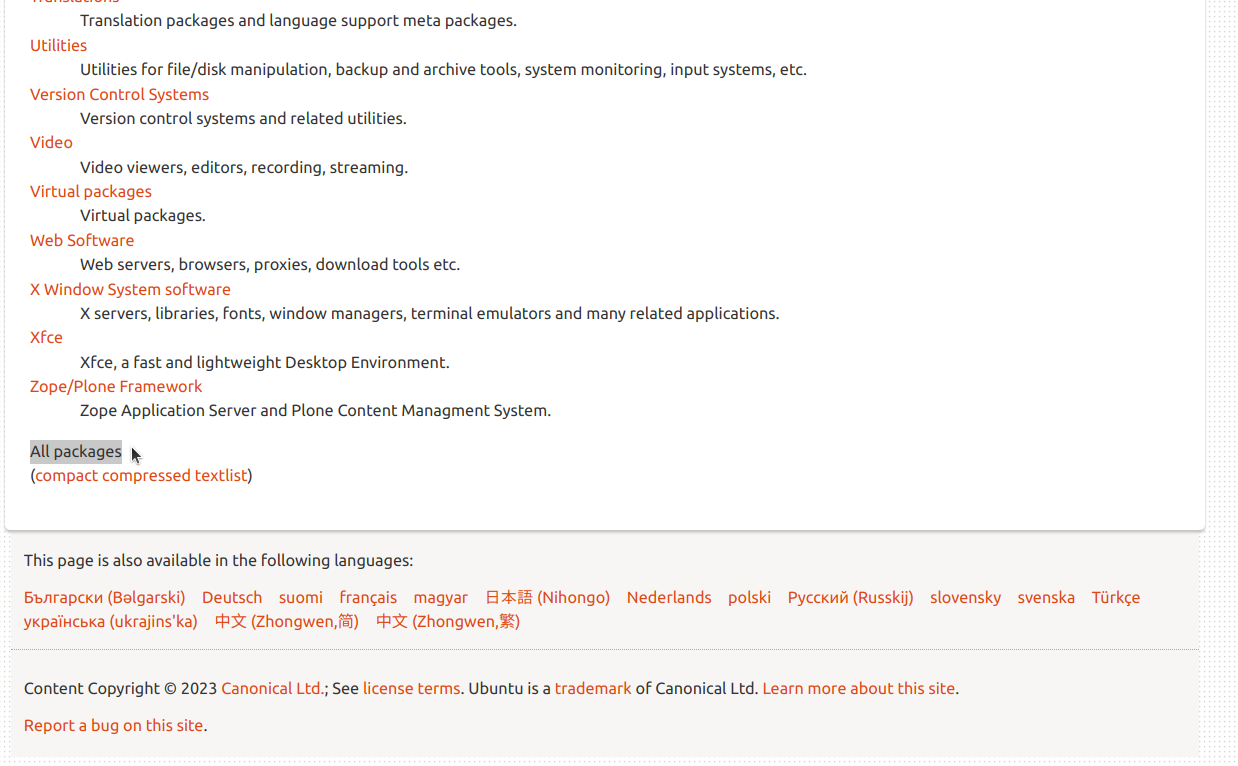 Translations
Translation packages and language support meta packages.
Utilities
Utilities for file/disk manipulation, backup and archive tools, system monitoring, input systems, etc.
Version Control Systems
Version control systems and related utilities.
Video
Video viewers, editors, recording, streaming.
Virtual packages
Virtual packages.
Web Software
Web servers, browsers, proxies, download tools etc.
X Window System software
X servers, libraries, fonts, window managers, terminal emulators and many related applications.
Xfce
Xfce, a fast and lightweight Desktop Environment.
Zope/Plone Framework
Zope Application Server and Plone Content Managment System.
All packages
(compact compressed textlist)
This page is also available in the following languages:
Български (Bəlgarski) Deutsch suomi français magyar 日本語 (Nihongo) Nederlands polski Русский (Russkij) slovensky svenska Türkçe
українська (ukrajins'ka) 中文 (Zhongwen,简) 中文 (Zhongwen,繁)
Content Copyright © 2023 Canonical Ltd.; See license terms. Ubuntu is a trademark of Canonical Ltd. Learn more about this site.
Report a bug on this site.